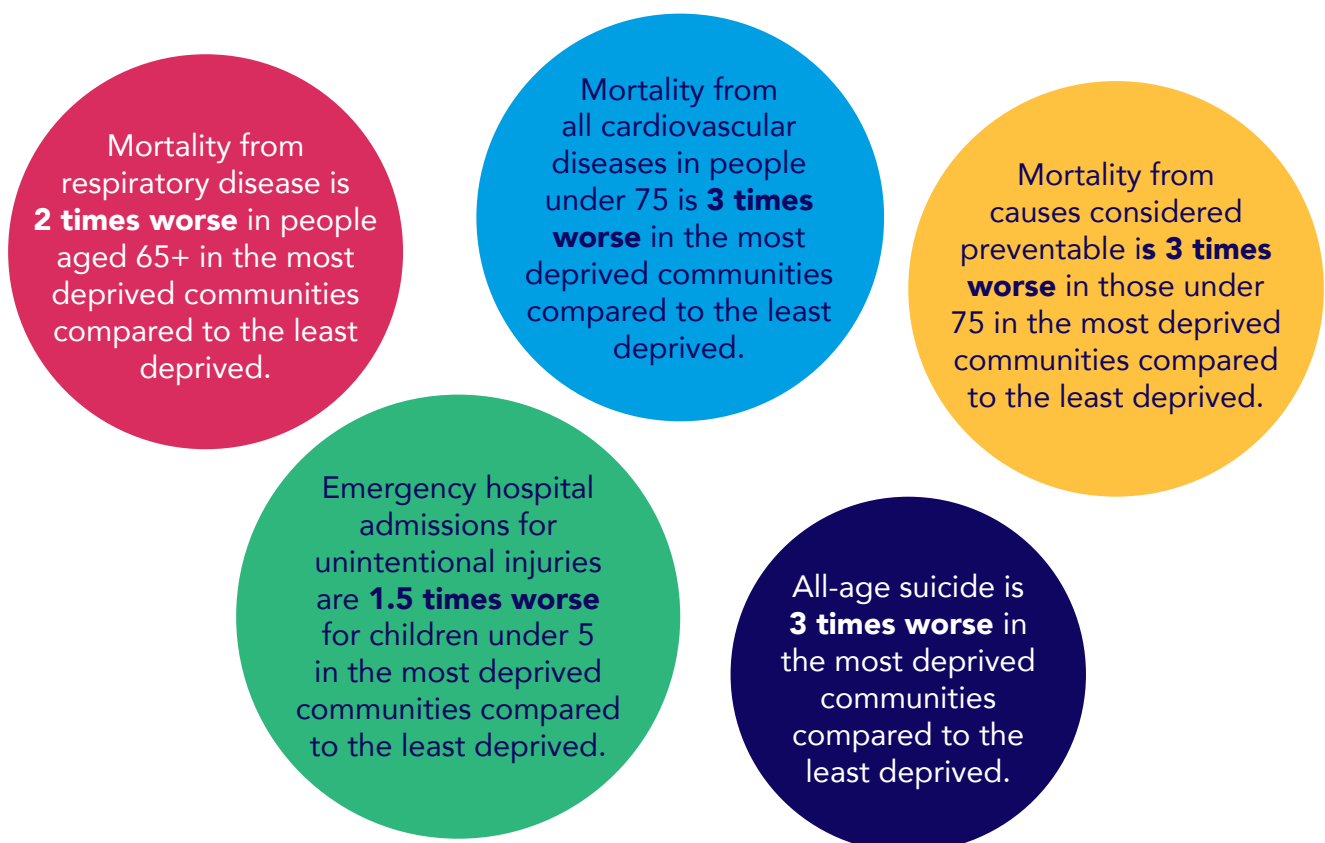 Mortality from
respiratory disease is
2 times worse in people
aged 65+ in the most
deprived communities
compared to the least
deprived.
Mortality from
all cardiovascular
diseases in people
under 75 is 3 times
worse in the most
deprived communities
compared to the least
deprived.
Mortality from
causes considered
preventable is 3 times
worse in those under
75 in the most deprived
communities compared
to the least deprived.
Emergency hospital
admissions for
unintentional injuries
are 1.5 times worse
for children under 5
in the most deprived
communities compared
to the least deprived.
All-age suicide is
3 times worse in
the most deprived
communities
compared to the
least deprived.